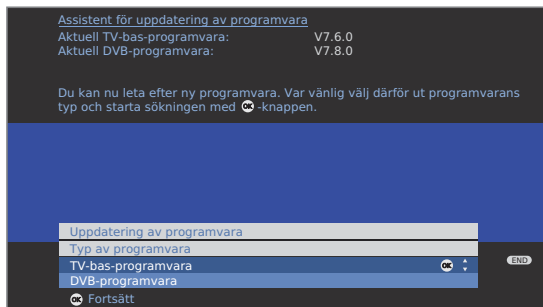 Assistent för uppdatering av programvara
Aktuell TV-bas-programvara: V7.6.0
Aktuell DVB-programvara: V7.8.0
Du kan nu leta efter ny programvara. Var vänlig välj därför ut programvarans
typ och starta sökningen med OK -knappen.
Uppdatering av programvara
Typ av programvara
TV-bas-programvara OK
END
DVB-programvara
OK Fortsätt